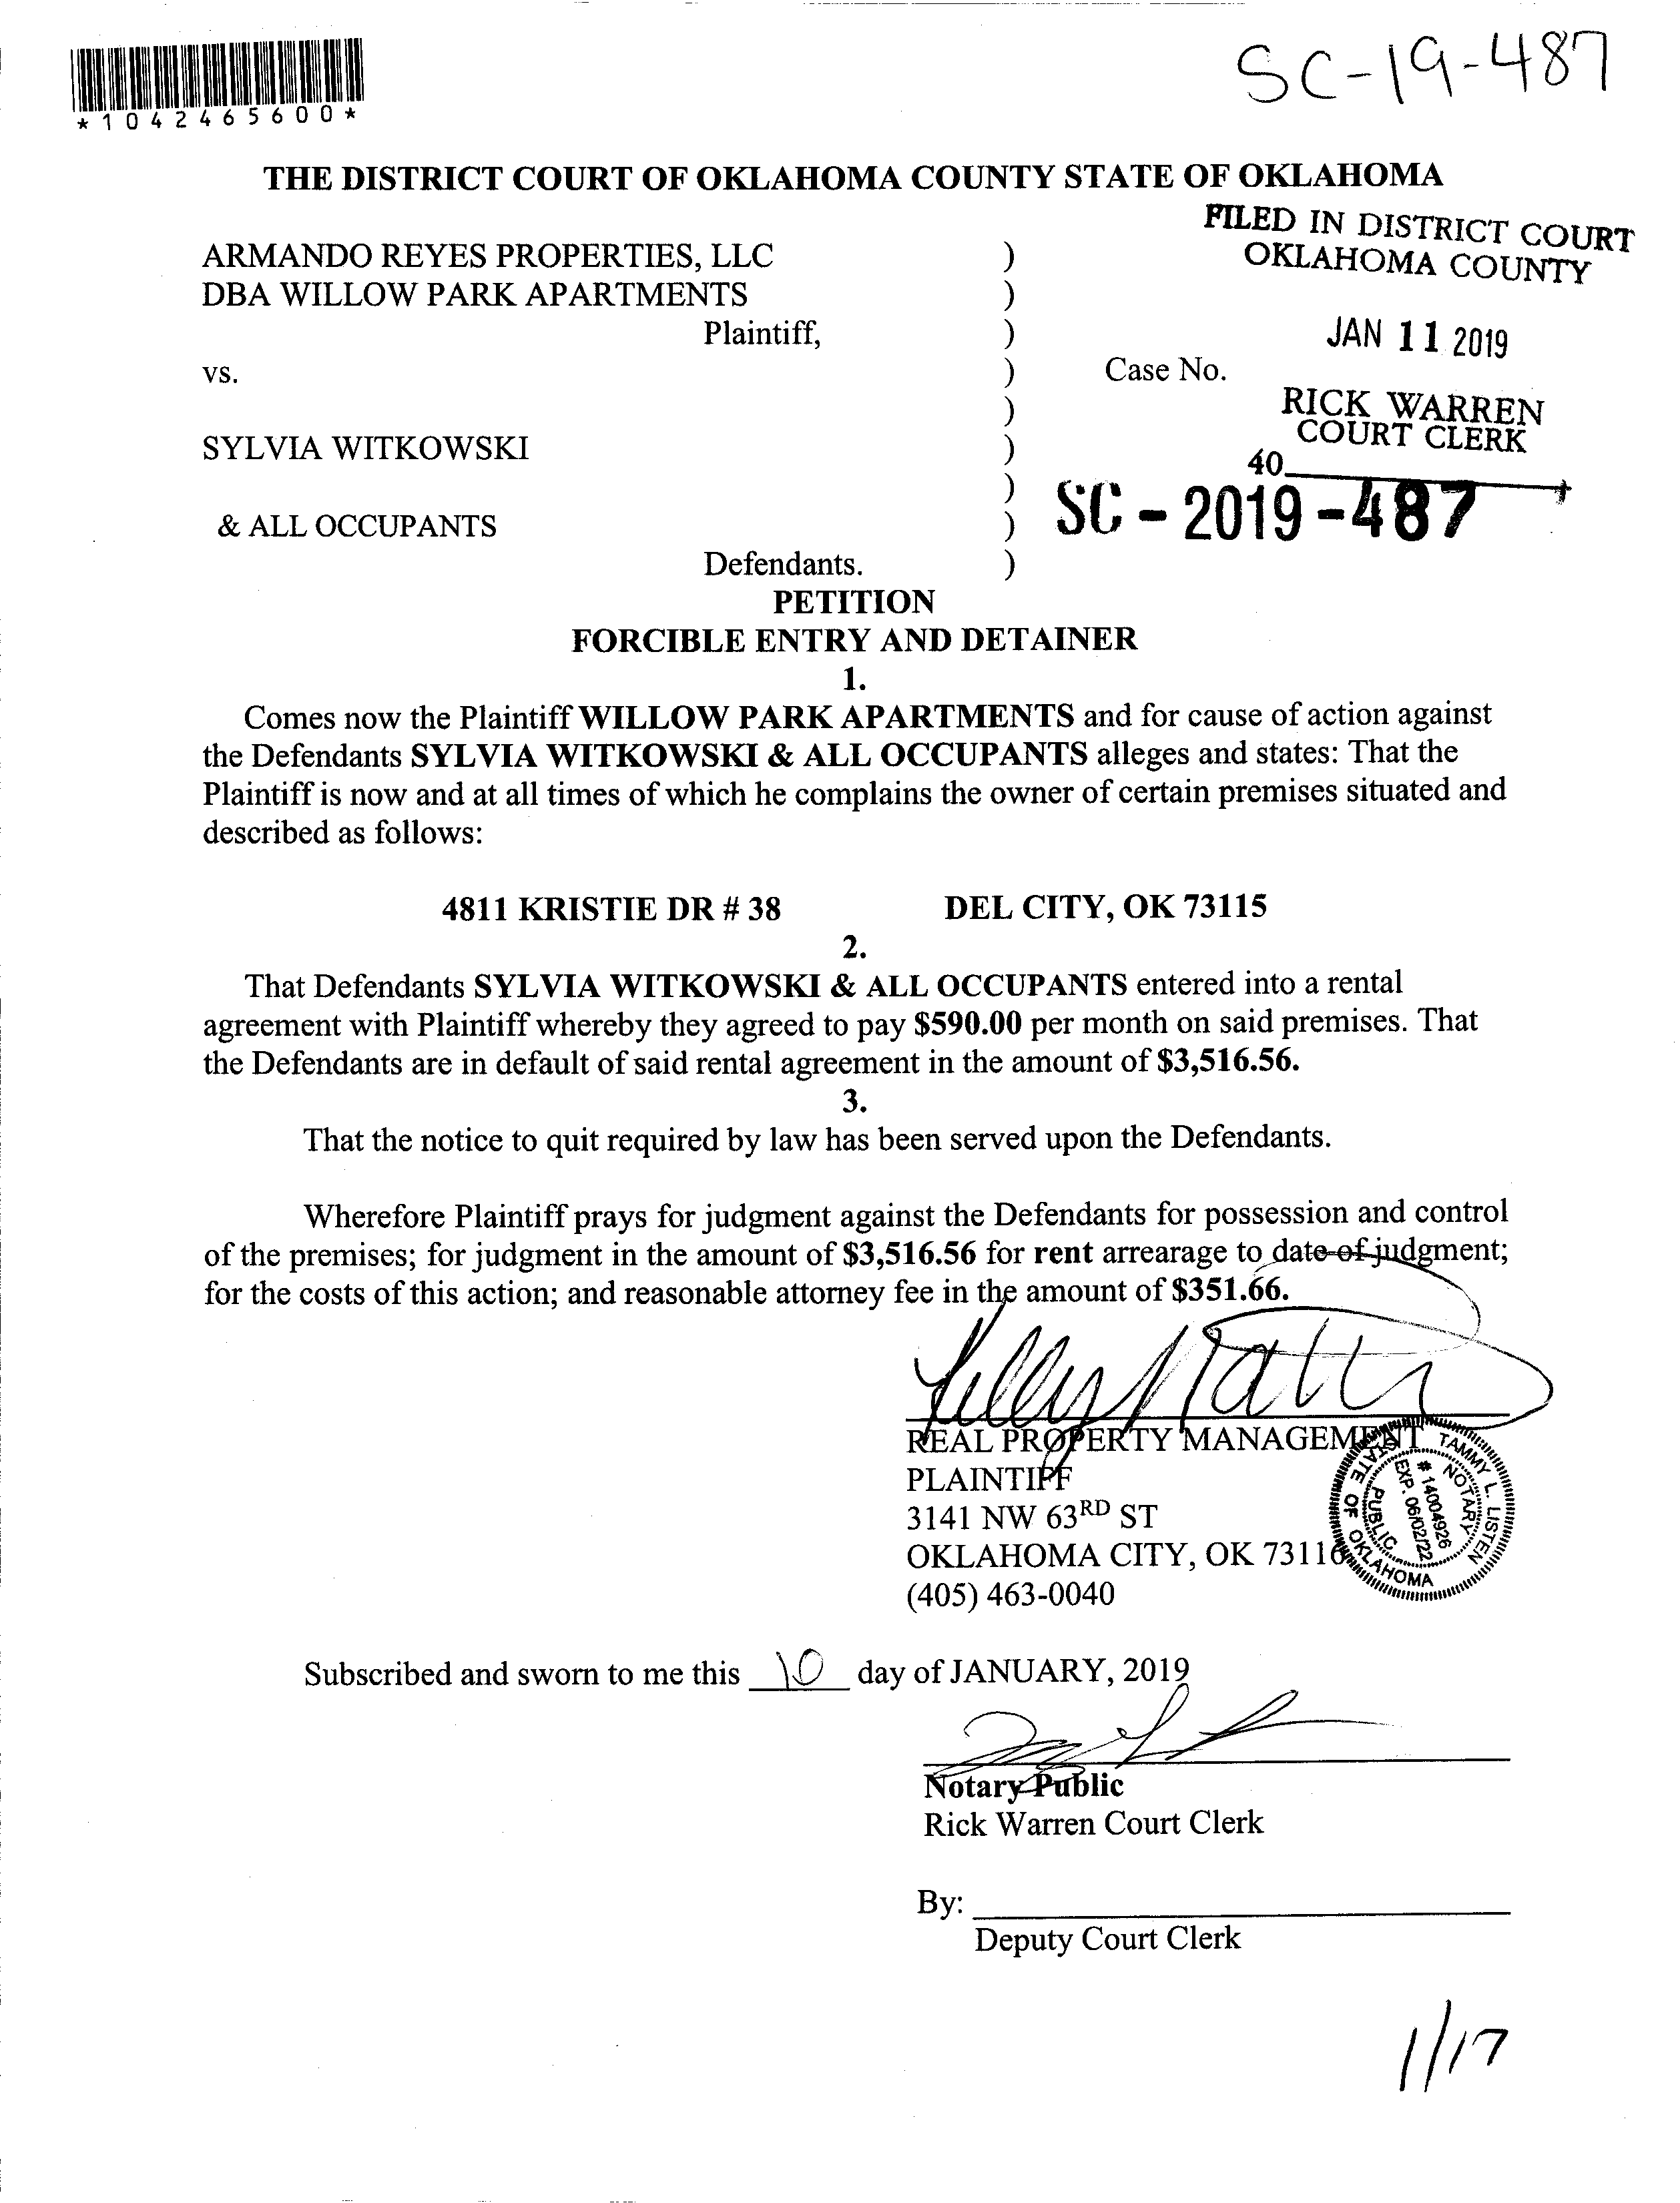 SC-19-487
*1042465600*
THE DISTRICT COURT OF OKLAHOMA COUNTY STATE OF OKLAHOMA
FILED IN DISTRICT COURT
OKLAHOMA COUNTY
ARMANDO REYES PROPERTIES, LLC )
DBA WILLOW PARK APARTMENTS )
Plaintiff, )
JAN 11 2019
vs. ) Case No.
)
RICK WARREN
COURT CLERK
SYLVIA WITKOWSKI )
40
)
SC-2019-487
& ALL OCCUPANTS )
Defendants. )
PETITION
FORCIBLE ENTRY AND DETAINER
1.
Comes now the Plaintiff WILLOW PARK APARTMENTS and for cause of action against
the Defendants SYLVIA WITKOWSKI & ALL OCCUPANTS alleges and states: That the
Plaintiff is now and at all times of which he complains the owner of certain premises situated and
described as follows:
4811 KRISTIE DR # 38 DEL CITY, OK 73115
2.
That Defendants SYLVIA WITKOWSKI & ALL OCCUPANTS entered into a rental
agreement with Plaintiff whereby they agreed to pay $590.00 per month on said premises. That
the Defendants are in default of said rental agreement in the amount of $3,516.56.
3.
That the notice to quit required by law has been served upon the Defendants.
Wherefore Plaintiff prays for judgment against the Defendants for possession and control
of the premises; for judgment in the amount of $3,516.56 for rent arrearage to date of judgment;
for the costs of this action; and reasonable attorney fee in the amount of $351.66.
REAL PROPERTY MANAGEMENT
PLAINTIFF
3141 NW 63RD ST
OKLAHOMA CITY, OK 73116
(405) 463-0040
TAMMY L. LISTEN
NOTARY PUBLIC
# 14004926
EXP. 06/02/22
STATE OF OKLAHOMA
Subscribed and sworn to me this 10 day of JANUARY, 2019
Notary Public
Rick Warren Court Clerk
By:
Deputy Court Clerk
1/17